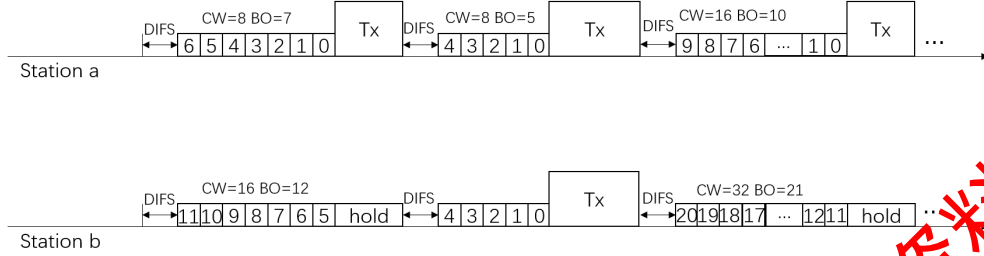 DIFS CW=8 BO=7 Tx DIFS CW=8 BO=5 Tx DIFS CW=16 BO=10 Tx
6 5 4 3 2 1 0 4 3 2 1 0 9 8 7 6 ... 1 0 ...
Station a
DIFS CW=16 BO=12 DIFS Tx DIFS CW=32 BO=21
11 10 9 8 7 6 5 hold 4 3 2 1 0 20 19 18 17 ... 12 11 hold ...
Station b